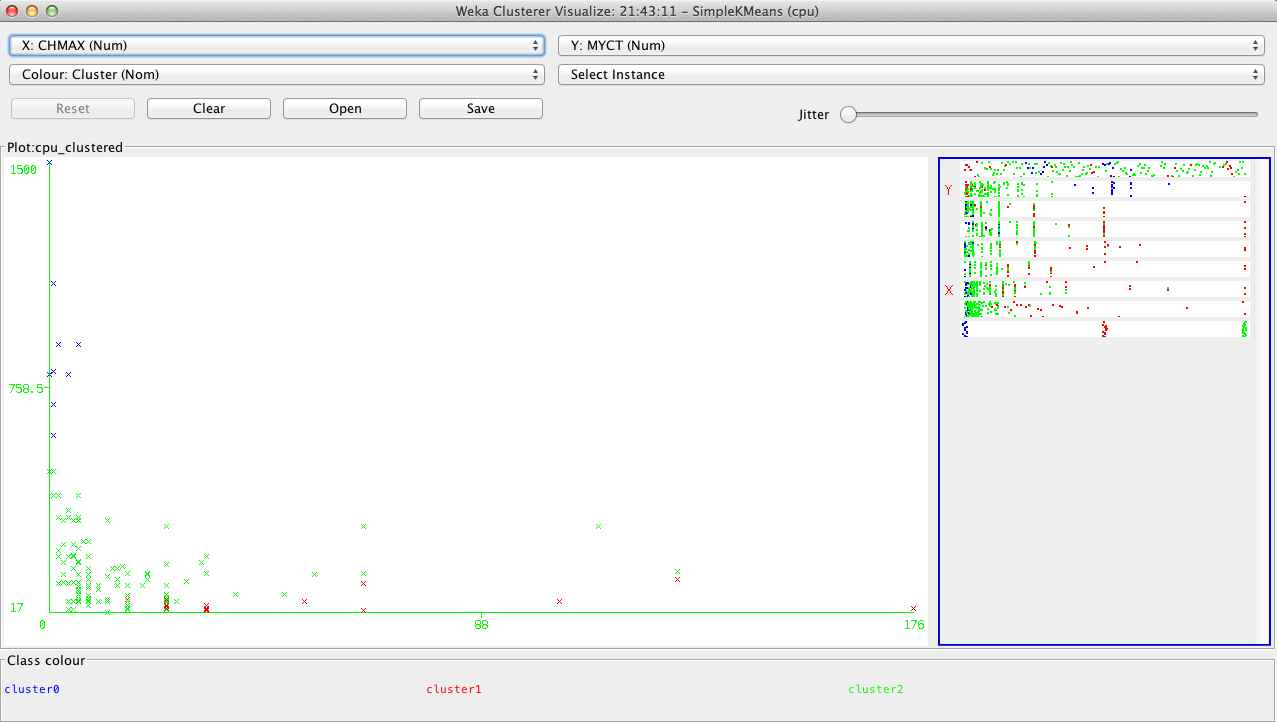 Weka Clusterer Visualize: 21:43:11 – SimpleKMeans (cpu)
X: CHMAX (Num)
Y: MYCT (Num)
Colour: Cluster (Nom)
Select Instance
Reset
Clear
Open
Save
Jitter
Plot:cpu_clustered
1500
758.5
17
0
88
176
Y
X
Class colour
cluster0
cluster1
cluster2